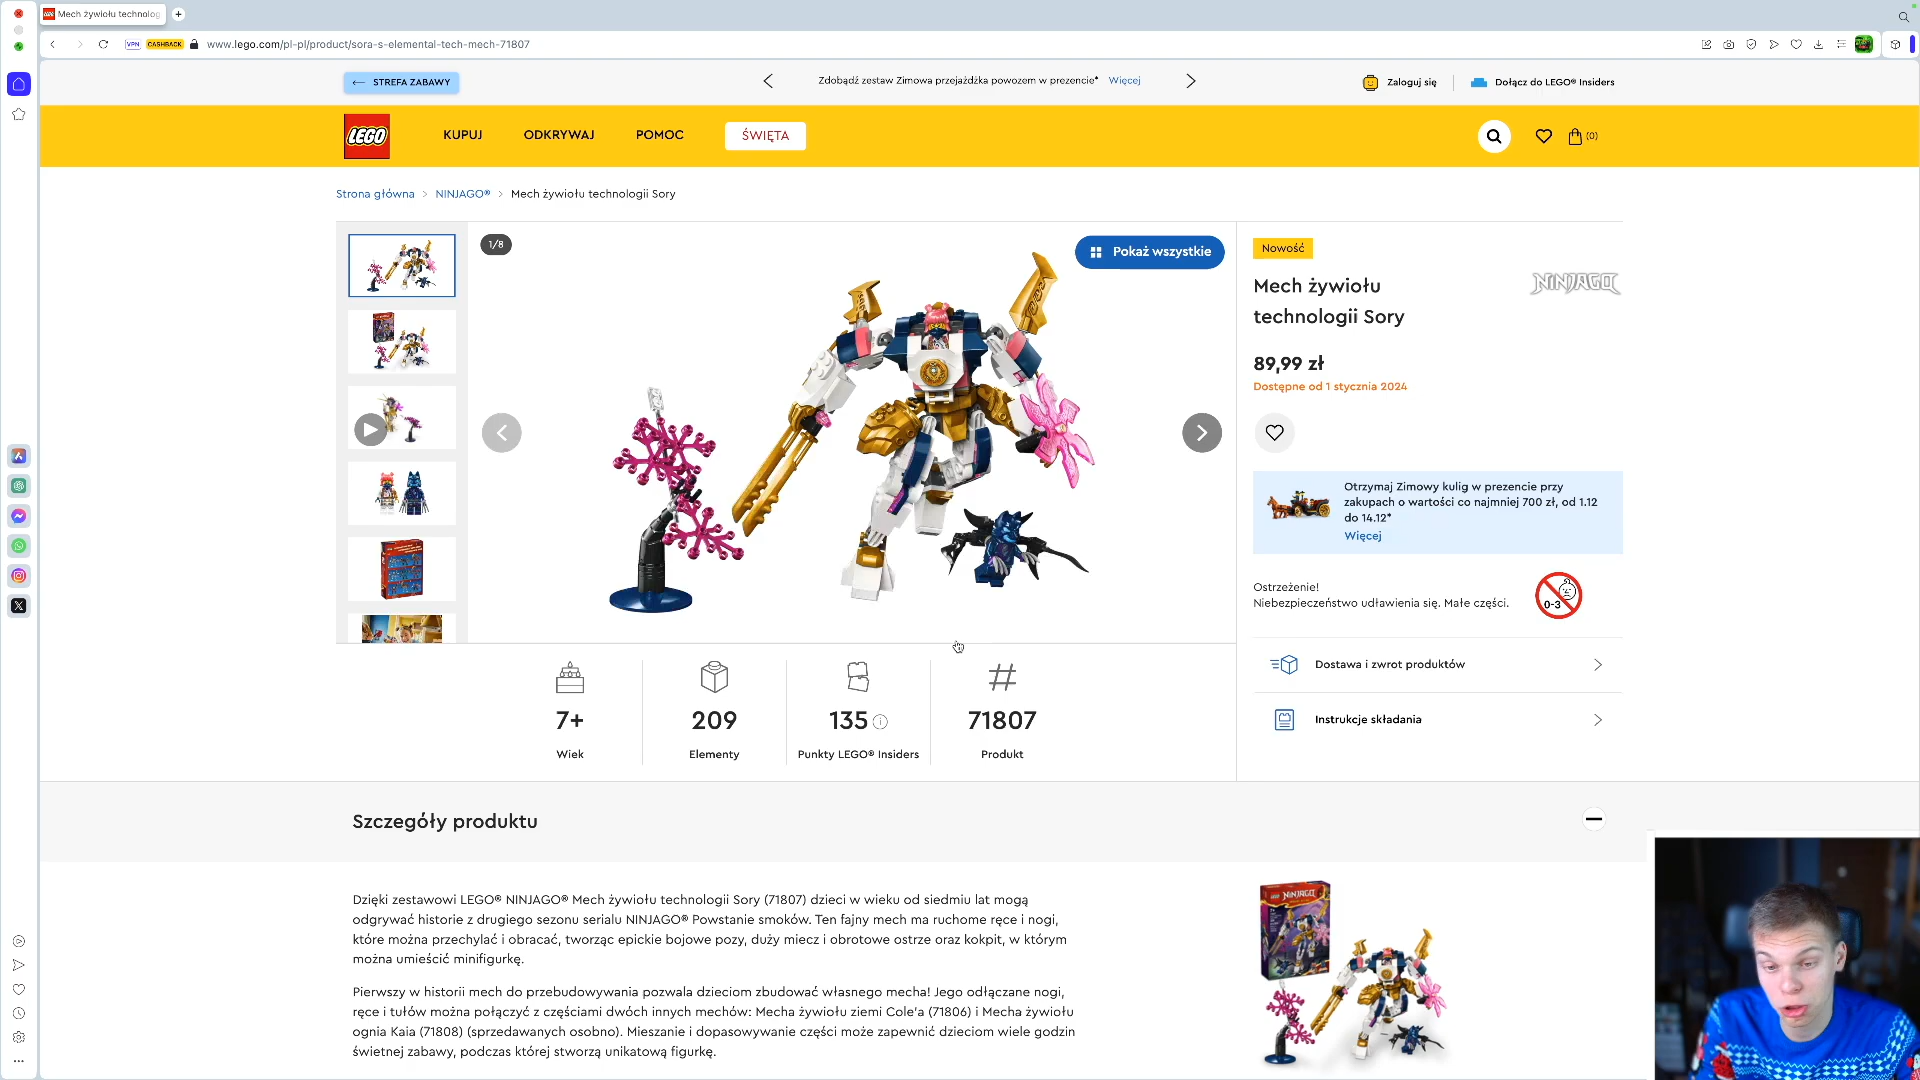 Mech żywiołu technolog
VPN CASHBACK www.lego.com/pl-pl/product/sora-s-elemental-tech-mech-71807
STREFA ZABAWY
Zdobądź zestaw Zimowa przejażdżka powozem w prezencie* Więcej
Zaloguj się
Dołącz do LEGO® Insiders
LEGO
KUPUJ
ODKRYWAJ
POMOC
ŚWIĘTA
(0)
Strona główna > NINJAGO® > Mech żywiołu technologii Sory
1/8
Pokaż wszystkie
Nowość
Mech żywiołu
technologii Sory
NINJAGO
89,99 zł
Dostępne od 1 stycznia 2024
Otrzymaj Zimowy kulig w prezencie przy
zakupach o wartości co najmniej 700 zł, od 1.12
do 14.12*
Więcej
Ostrzeżenie!
Niebezpieczeństwo udławienia się. Małe części.
0-3
Dostawa i zwrot produktów
Instrukcje składania
7+
Wiek
209
Elementy
135
Punkty LEGO® Insiders
71807
Produkt
Szczegóły produktu
Dzięki zestawowi LEGO® NINJAGO® Mech żywiołu technologii Sory (71807) dzieci w wieku od siedmiu lat mogą
odgrywać historie z drugiego sezonu serialu NINJAGO® Powstanie smoków. Ten fajny mech ma ruchome ręce i nogi,
które można przechylać i obracać, tworząc epickie bojowe pozy, duży miecz i obrotowe ostrze oraz kokpit, w którym
można umieścić minifigurkę.
Pierwszy w historii mech do przebudowywania pozwala dzieciom zbudować własnego mecha! Jego odłączane nogi,
ręce i tułów można połączyć z częściami dwóch innych mechów: Mecha żywiołu ziemi Cole'a (71806) i Mecha żywiołu
ognia Kaia (71808) (sprzedawanych osobno). Mieszanie i dopasowywanie części może zapewnić dzieciom wiele godzin
świetnej zabawy, podczas której stworzą unikatową figurkę.
NINJAGO